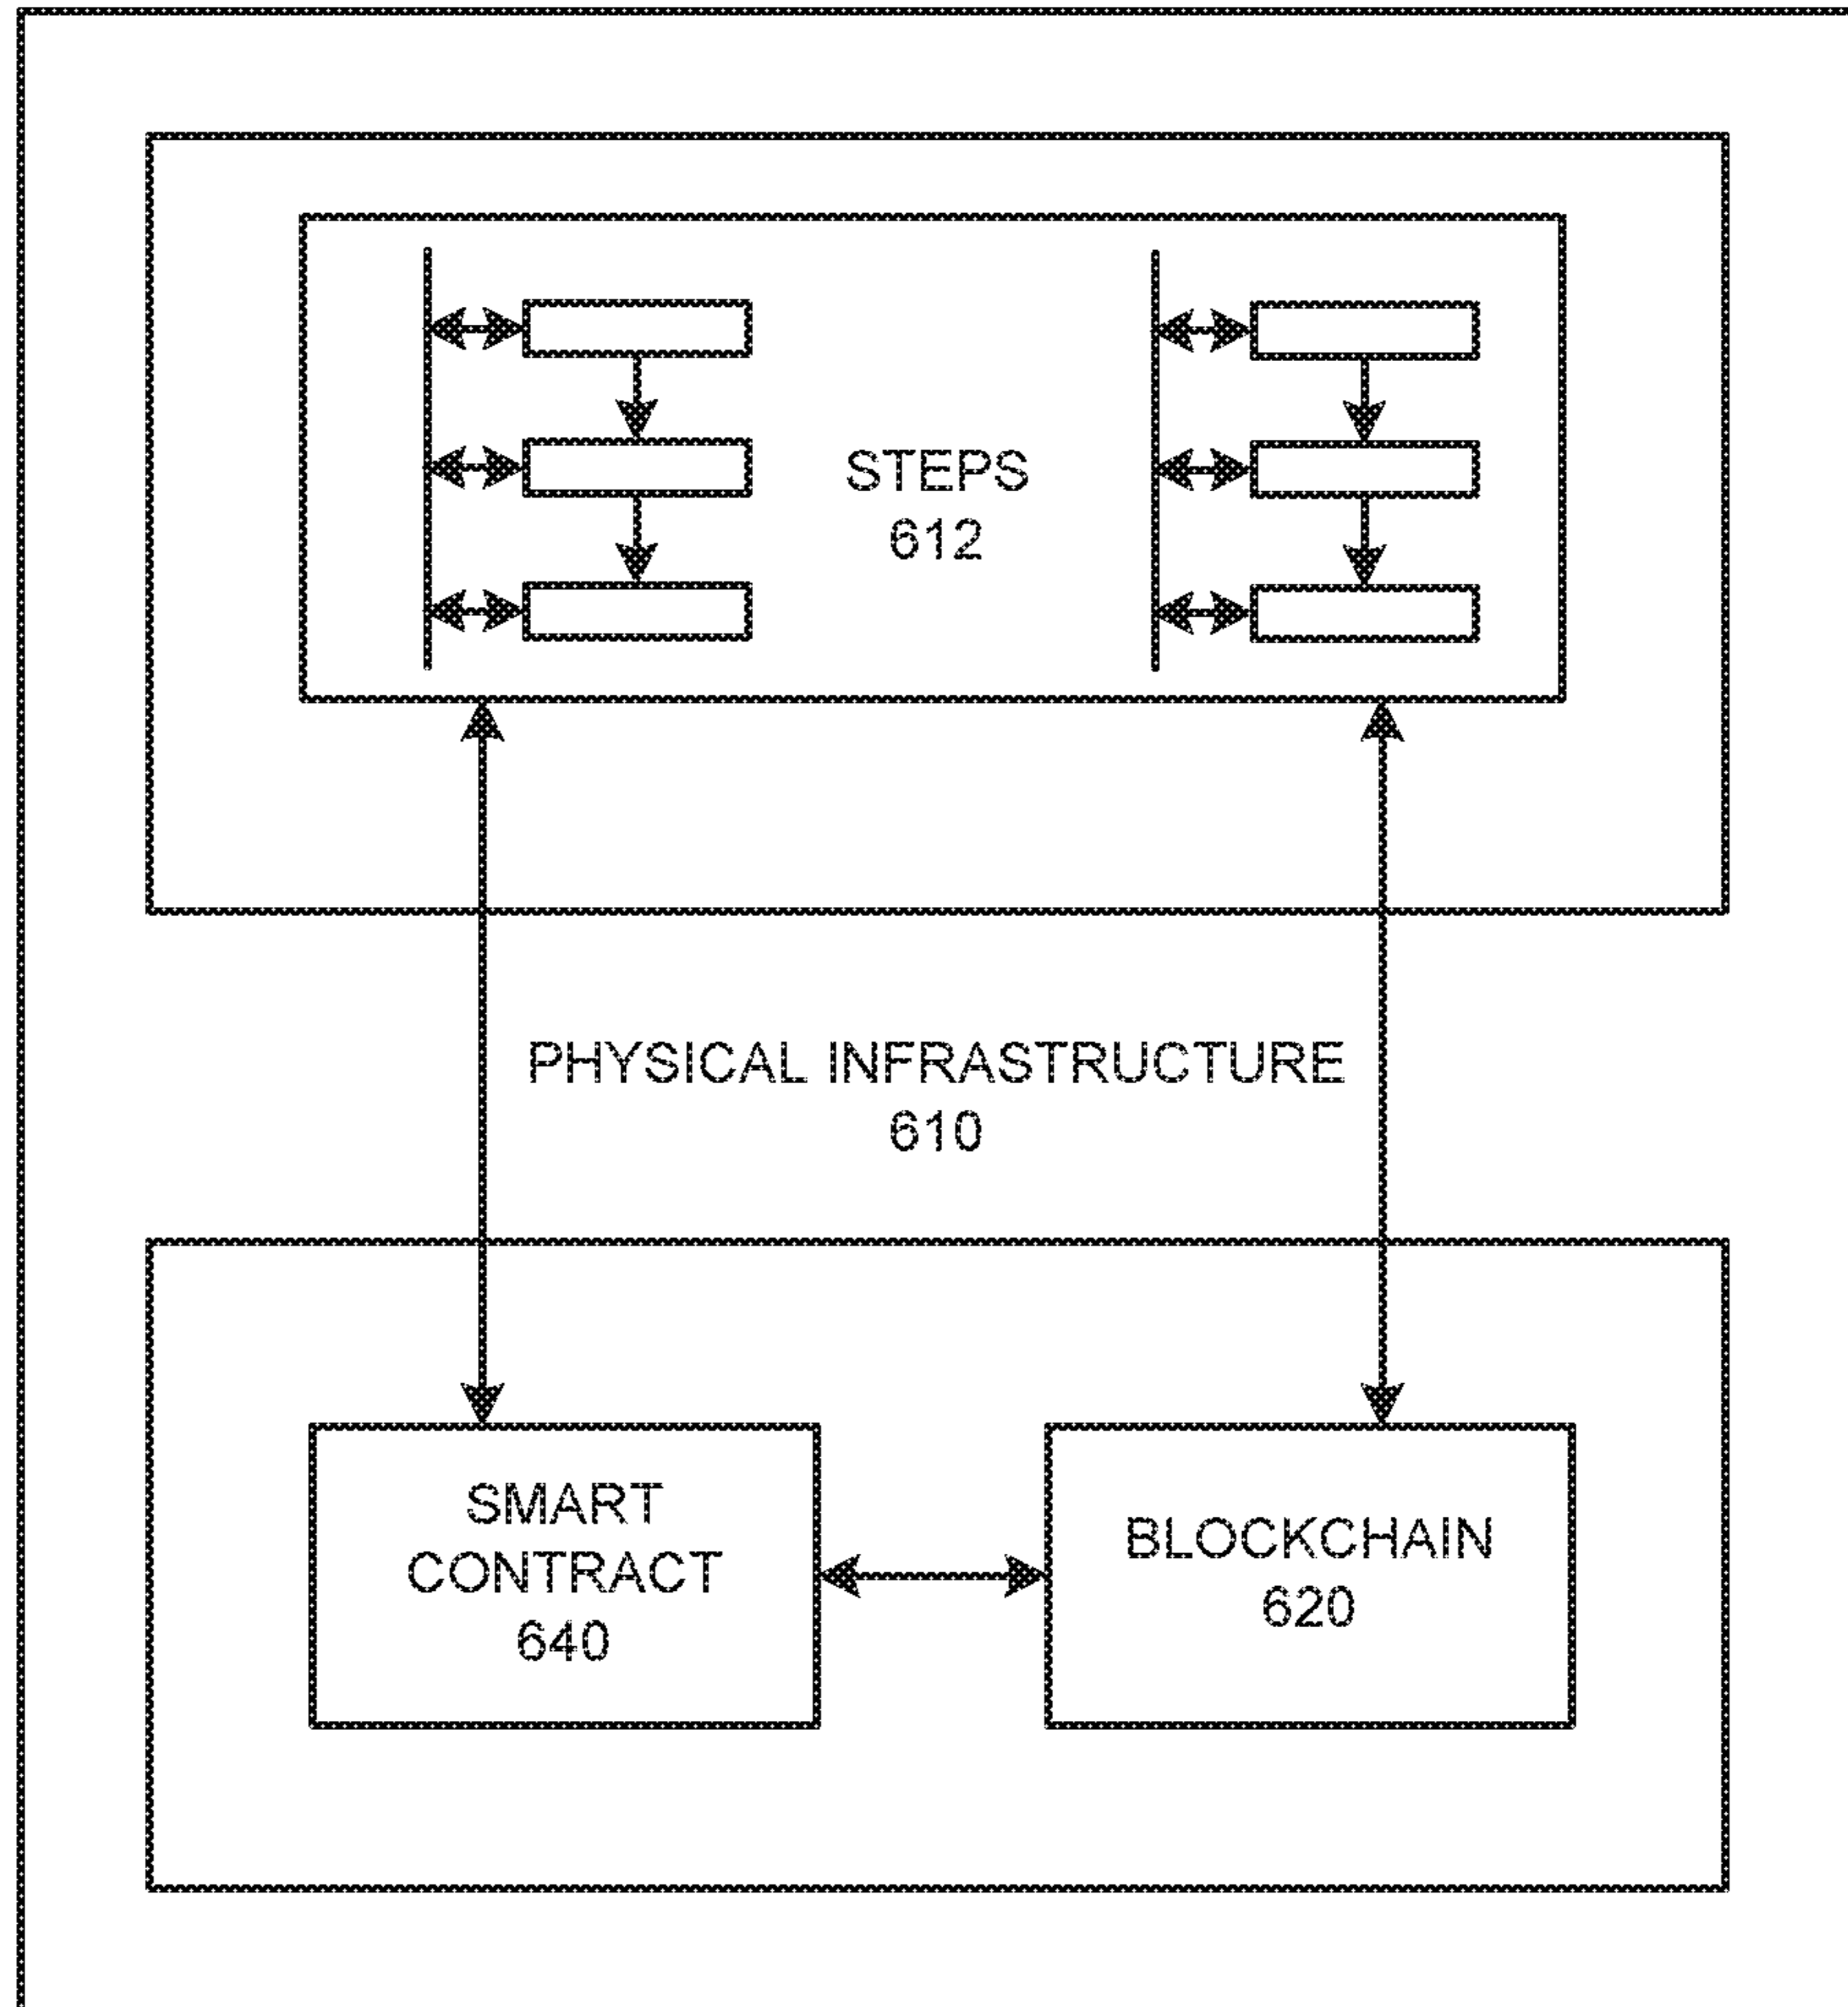 STEPS
612
PHYSICAL INFRASTRUCTURE
610
SMART
CONTRACT
640
BLOCKCHAIN
620